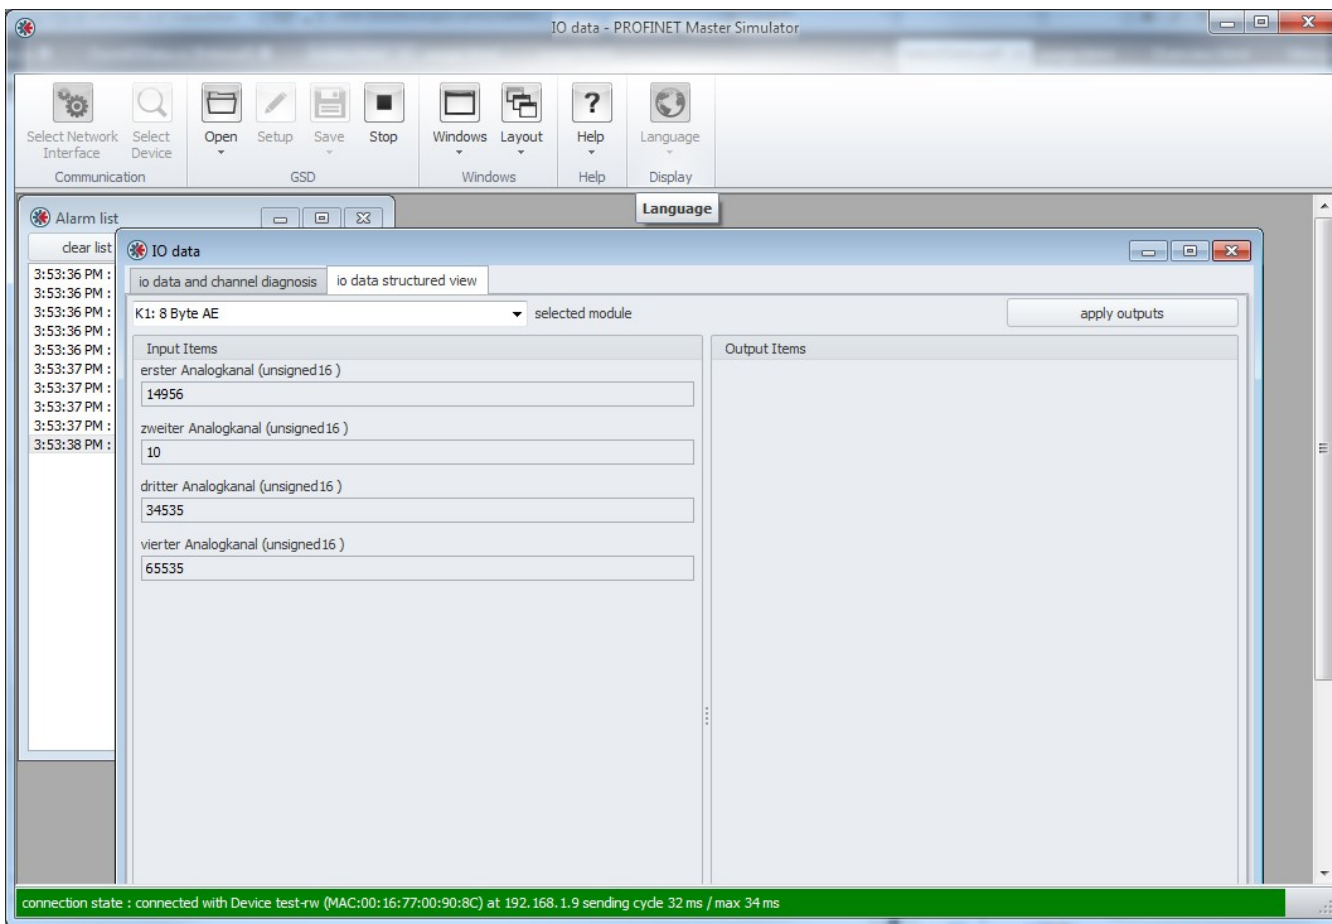 IO data - PROFINET Master Simulator
Select Network Interface
Select Device
Open
Setup
Save
Stop
Windows
Layout
Help
Language
Communication
GSD
Windows
Help
Display
Language
Alarm list
clear list
IO data
3:53:36 PM :
3:53:36 PM :
3:53:36 PM :
3:53:36 PM :
3:53:36 PM :
3:53:37 PM :
3:53:37 PM :
3:53:37 PM :
3:53:37 PM :
3:53:38 PM :
io data and channel diagnosis
io data structured view
K1: 8 Byte AE
selected module
apply outputs
Input Items
Output Items
erster Analogkanal (unsigned16 )
14956
zweiter Analogkanal (unsigned16 )
10
dritter Analogkanal (unsigned16 )
34535
vierter Analogkanal (unsigned16 )
65535
connection state : connected with Device test-rw (MAC:00:16:77:00:90:8C) at 192.168.1.9 sending cycle 32 ms / max 34 ms